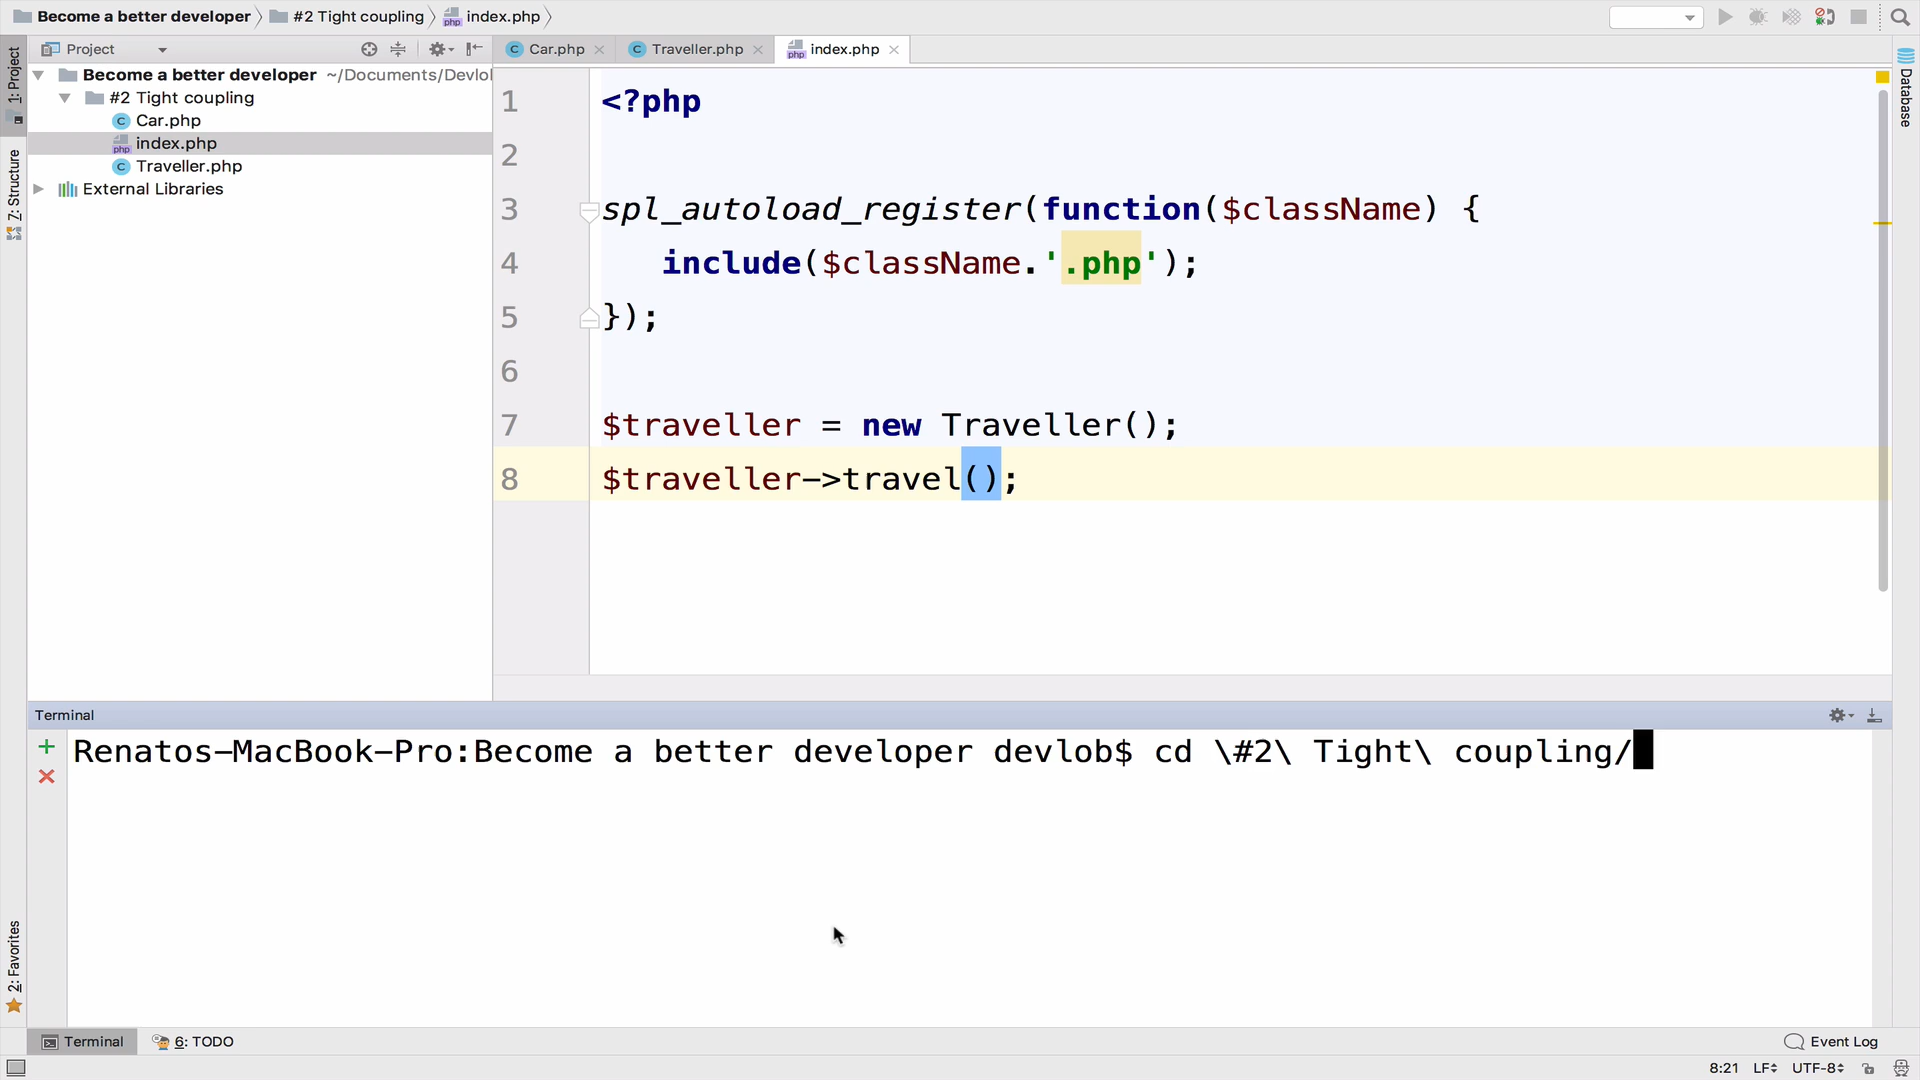 Become a better developer
#2 Tight coupling
index.php
Project
Car.php
Traveller.php
index.php
1: Project
7: Structure
2: Favorites
Database
Become a better developer ~/Documents/Devlo
#2 Tight coupling
Car.php
index.php
Traveller.php
External Libraries
1 <?php
2
3 spl_autoload_register(function($className) {
4 include($className.'.php');
5 });
6
7 $traveller = new Traveller();
8 $traveller->travel();
Terminal
Renatos-MacBook-Pro:Become a better developer devlob$ cd \#2\ Tight\ coupling/
Terminal
6: TODO
Event Log
8:21 LF UTF-8